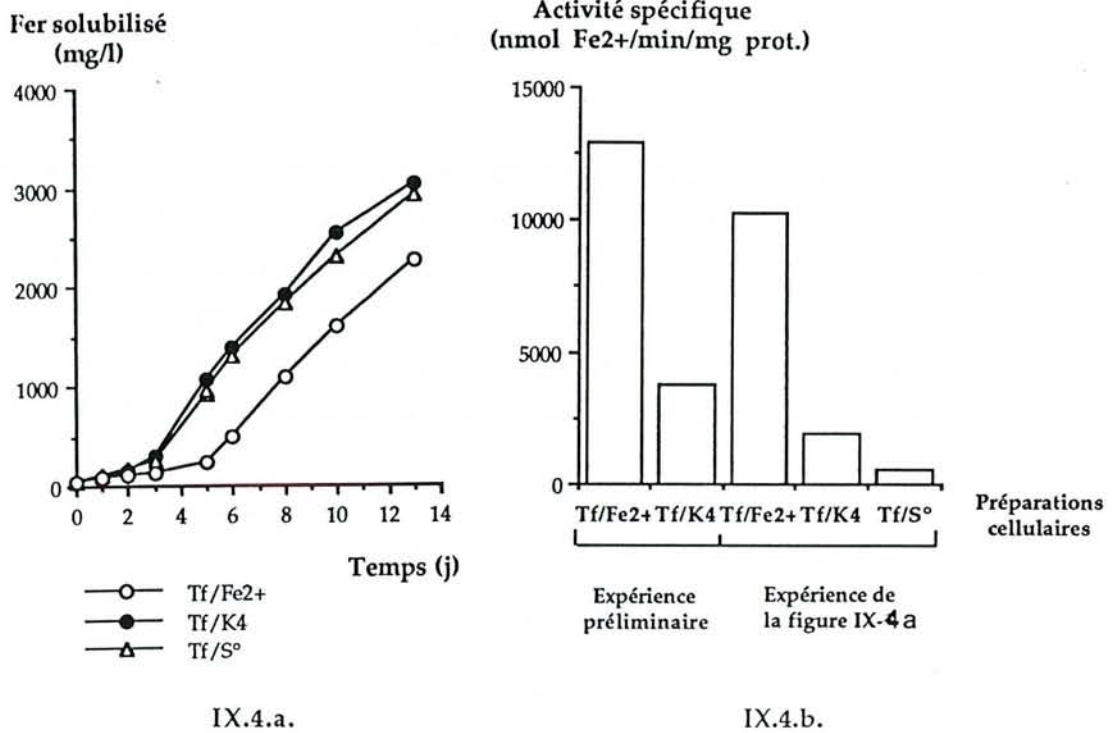 Fer solubilisé
(mg/l)
4000
3000
2000
1000
0
0 2 4 6 8 10 12 14
Temps (j)
Tf/Fe2+
Tf/K4
Tf/S°
IX.4.a.
Activité spécifique
(nmol Fe2+/min/mg prot.)
15000
10000
5000
0
Tf/Fe2+ Tf/K4 Tf/Fe2+ Tf/K4 Tf/S°
Préparations
cellulaires
Expérience
préliminaire
Expérience de
la figure IX-4a
IX.4.b.